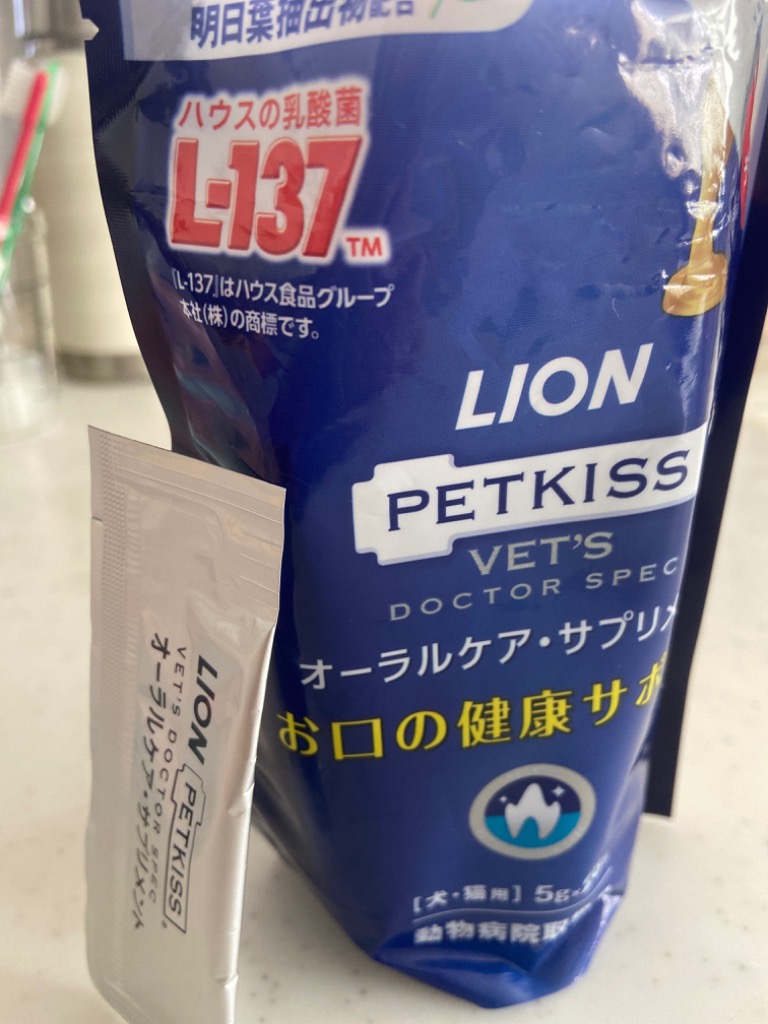 明日葉抽出物配合
ハウスの乳酸菌
L-137
TM
「L-137」はハウス食品グループ
本社(株)の商標です。
LION
PETKISS
VET'S
DOCTOR SPEC
オーラルケア・サプリメ
お口の健康サポ
[犬・猫用] 5g×
動物病院取
LION PETKISS
VET'S DOCTOR SPEC
オーラルケア・サプリメント